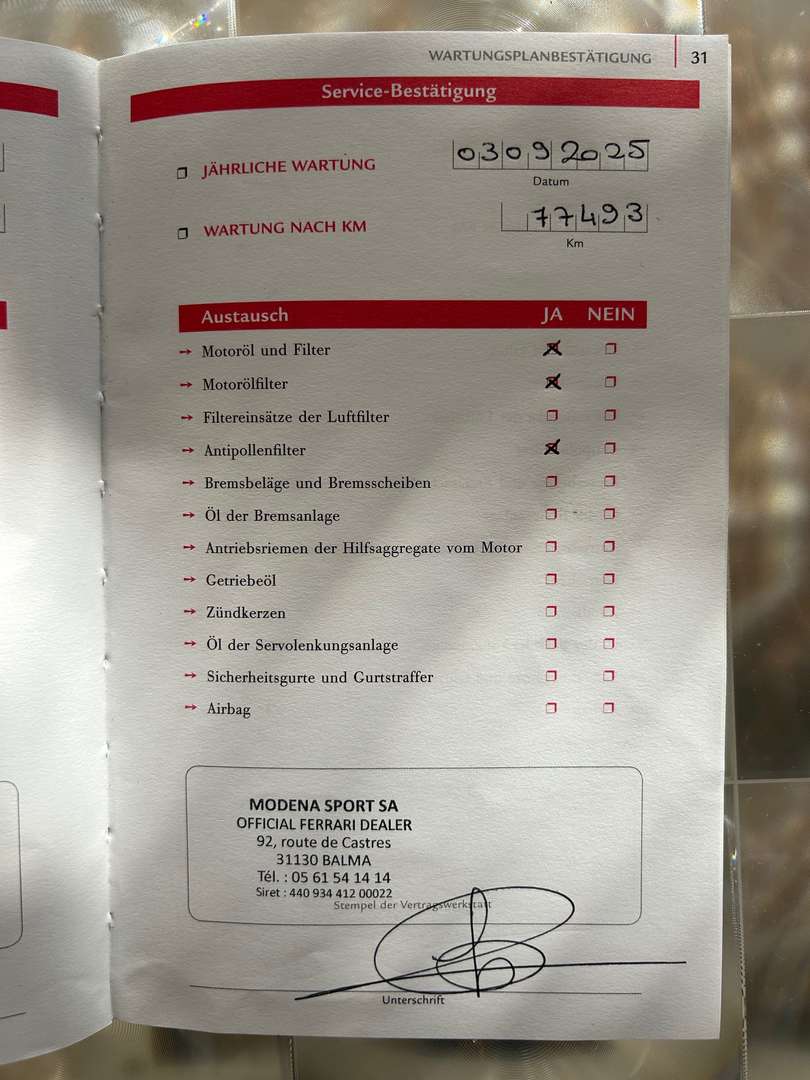 WARTUNGSPLANBESTÄTIGUNG 31
Service-Bestätigung
JÄHRLICHE WARTUNG 03092025
Datum
WARTUNG NACH KM 77493
Km
Austausch JA NEIN
Motoröl und Filter
Motorölfilter
Filtereinsätze der Luftfilter
Antipollenfilter
Bremsbeläge und Bremsscheiben
Öl der Bremsanlage
Antriebsriemen der Hilfsaggregate vom Motor
Getriebeöl
Zündkerzen
Öl der Servolenkungsanlage
Sicherheitsgurte und Gurtstraffer
Airbag
MODENA SPORT SA
OFFICIAL FERRARI DEALER
92, route de Castres
31130 BALMA
Tél. : 05 61 54 14 14
Siret : 440 934 412 00022
Stempel der Vertragswerkstatt
Unterschrift